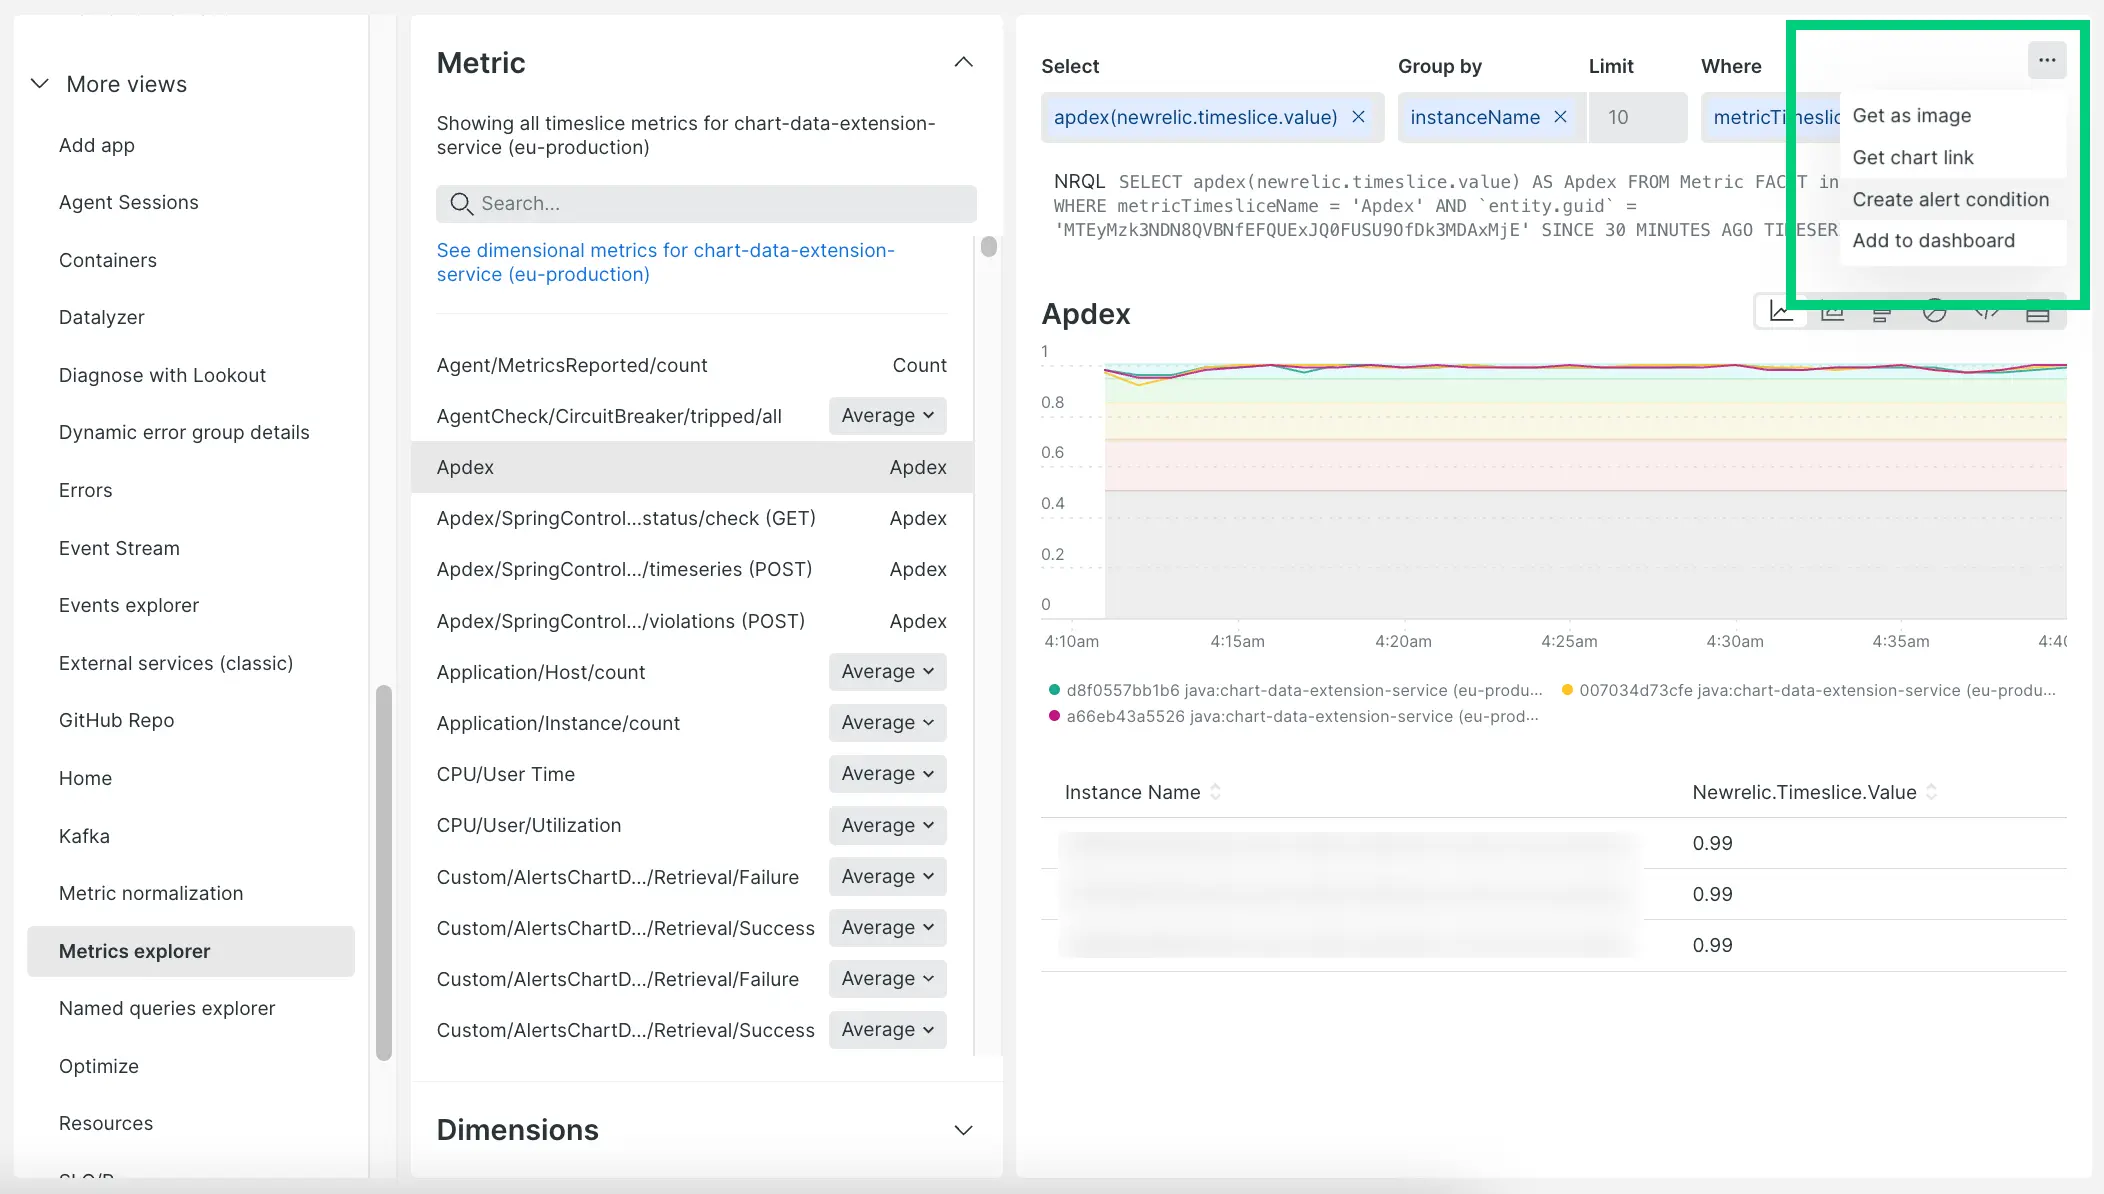 More views
Add app
Agent Sessions
Containers
Datalyzer
Diagnose with Lookout
Dynamic error group details
Errors
Event Stream
Events explorer
External services (classic)
GitHub Repo
Home
Kafka
Metric normalization
Metrics explorer
Named queries explorer
Optimize
Resources
Metric
Showing all timeslice metrics for chart-data-extension-
service (eu-production)
Search...
See dimensional metrics for chart-data-extension-
service (eu-production)
Agent/MetricsReported/count Count
AgentCheck/CircuitBreaker/tripped/all Average
Apdex Apdex
Apdex/SpringControl...status/check (GET) Apdex
Apdex/SpringControl.../timeseries (POST) Apdex
Apdex/SpringControl.../violations (POST) Apdex
Application/Host/count Average
Application/Instance/count Average
CPU/User Time Average
CPU/User/Utilization Average
Custom/AlertsChartD.../Retrieval/Failure Average
Custom/AlertsChartD.../Retrieval/Success Average
Custom/AlertsChartD.../Retrieval/Failure Average
Custom/AlertsChartD.../Retrieval/Success Average
Dimensions
Select Group by Limit Where
apdex(newrelic.timeslice.value) × instanceName × 10 metricTimeslic
NRQL SELECT apdex(newrelic.timeslice.value) AS Apdex FROM Metric FACET in
WHERE metricTimesliceName = 'Apdex' AND `entity.guid` =
'MTEyMzk3NDN8QVBNfEFQUExJQ0FUSU9OfDk3MDAxMjE' SINCE 30 MINUTES AGO TIMESER
...
Get as image
Get chart link
Create alert condition
Add to dashboard
Apdex
1
0.8
0.6
0.4
0.2
0
4:10am 4:15am 4:20am 4:25am 4:30am 4:35am 4:40
d8f0557bb1b6 java:chart-data-extension-service (eu-produ... 007034d73cfe java:chart-data-extension-service (eu-produ...
a66eb43a5526 java:chart-data-extension-service (eu-prod...
Instance Name Newrelic.Timeslice.Value
0.99
0.99
0.99